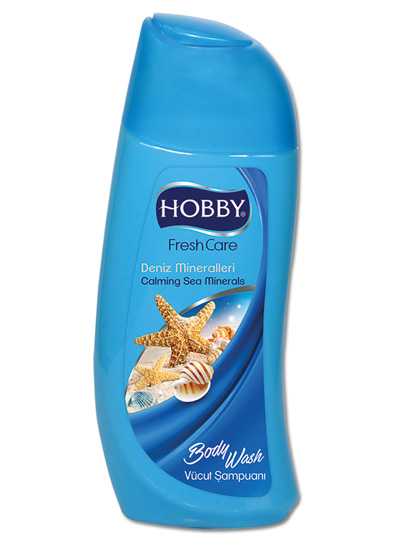 HOBBY®
Fresh Care
Deniz Mineralleri
Calming Sea Minerals
Body Wash
Vücut Şampuanı